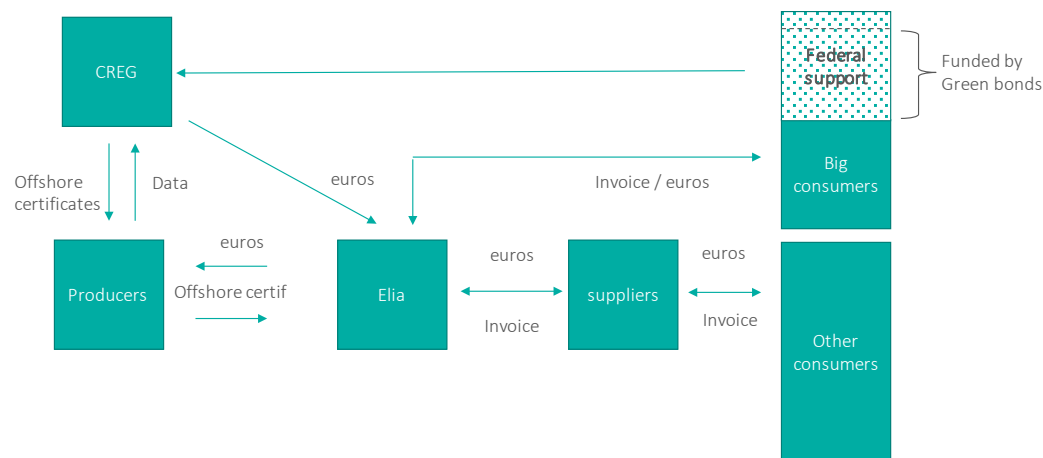 CREG
Federal
support
Funded by
Green bonds
Offshore
certificates
Data
euros
Invoice / euros
Big
consumers
Producers
euros
Offshore certif
Elia
euros
Invoice
suppliers
euros
Invoice
Other
consumers